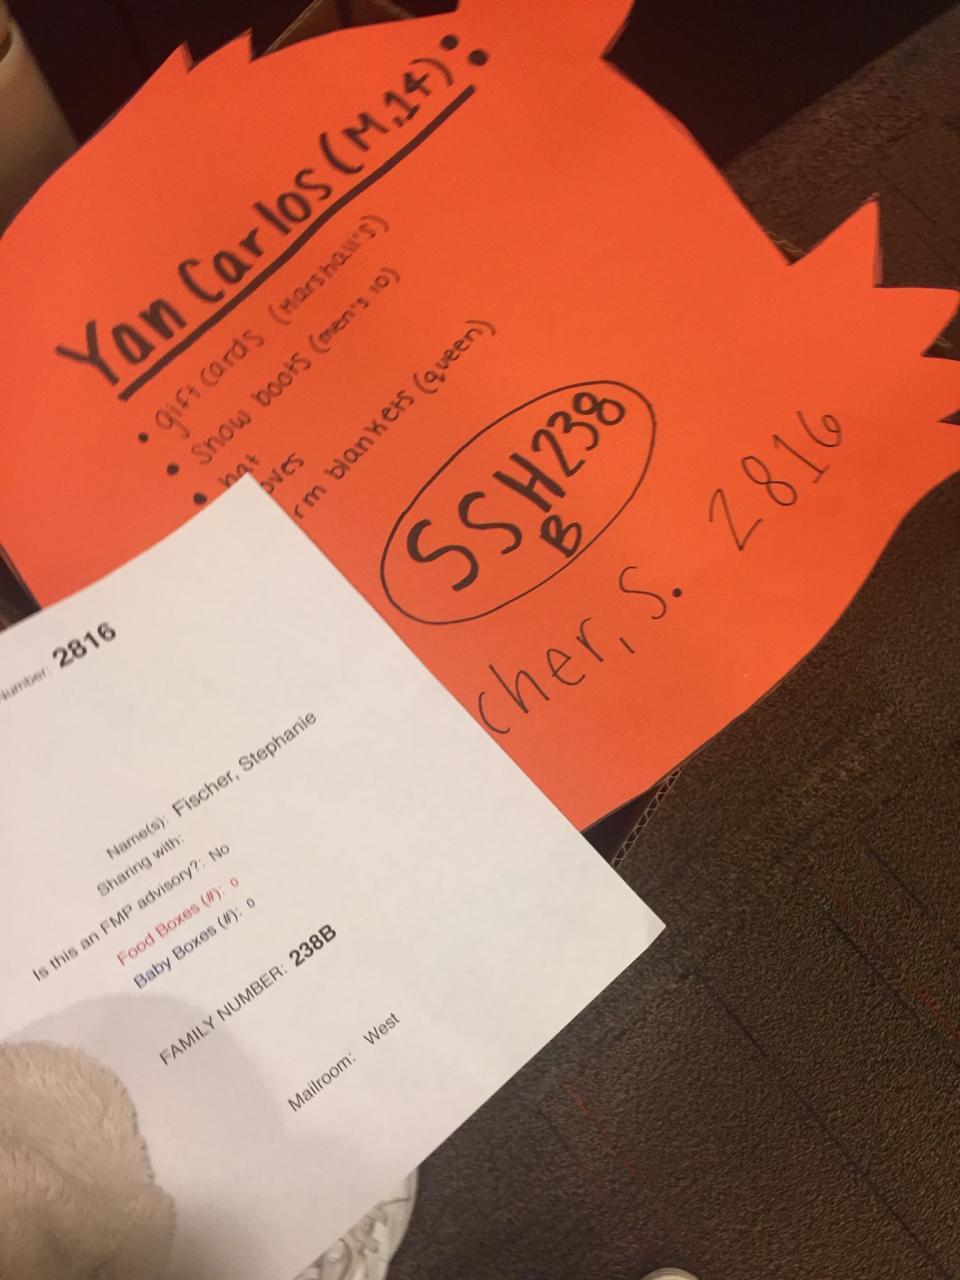 Yan Carlos (M,14):
• gift cards (Marshall's)
• Snow boots (men's 10)
• hat
oves
rm blankets (queen)
SSH238
B
cher, S. 2816
Number: 2816
Name(s): Fischer, Stephanie
Sharing with:
Is this an FMP advisory?: No
Food Boxes (#): 0
Baby Boxes (#): 0
FAMILY NUMBER: 238B
Mailroom: West